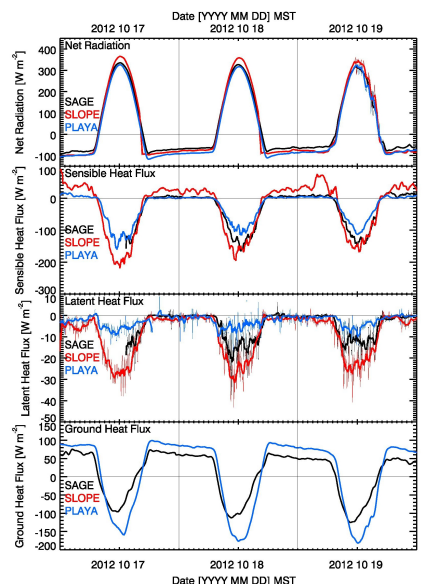 Date [YYYY MM DD] MST
2012 10 17 2012 10 18 2012 10 19
Net Radiation
Net Radiation [W m-2]
400
300
200
100
0
-100
SAGE
SLOPE
PLAYA
Sensible Heat Flux
Sensible Heat Flux [W m-2]
100
0
-100
-200
-300
SAGE
SLOPE
PLAYA
Latent Heat Flux
Latent Heat Flux [W m-2]
10
0
-10
-20
-30
-40
-50
SAGE
SLOPE
PLAYA
Ground Heat Flux
Ground Heat Flux [W m-2]
150
100
50
0
-50
-100
-150
-200
SAGE
SLOPE
PLAYA
2012 10 17 2012 10 18 2012 10 19
Date [YYYY MM DD] MST